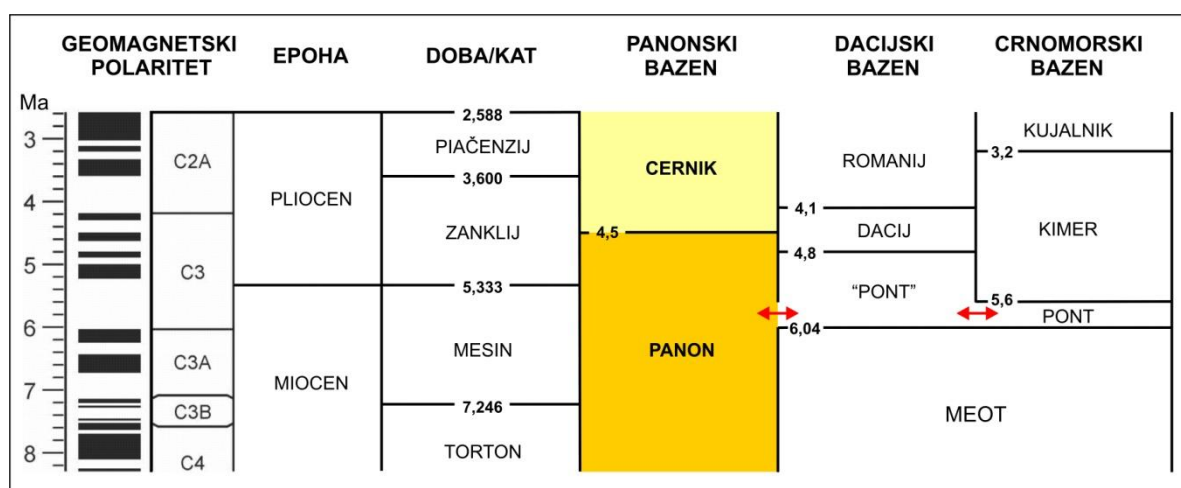 GEOMAGNETSKI
POLARITET
EPOHA
DOBA/KAT
PANONSKI
BAZEN
DACIJSKI
BAZEN
CRNOMORSKI
BAZEN
Ma
3
4
5
6
7
8
C2A
C3
C3A
C3B
C4
PLIOCEN
MIOCEN
2,588
PIAČENZIJ
3,600
ZANKLIJ
5,333
MESIN
7,246
TORTON
CERNIK
4,5
PANON
ROMANIJ
4,1
DACIJ
4,8
"PONT"
6,04
KUJALNIK
3,2
KIMER
5,6
PONT
MEOT